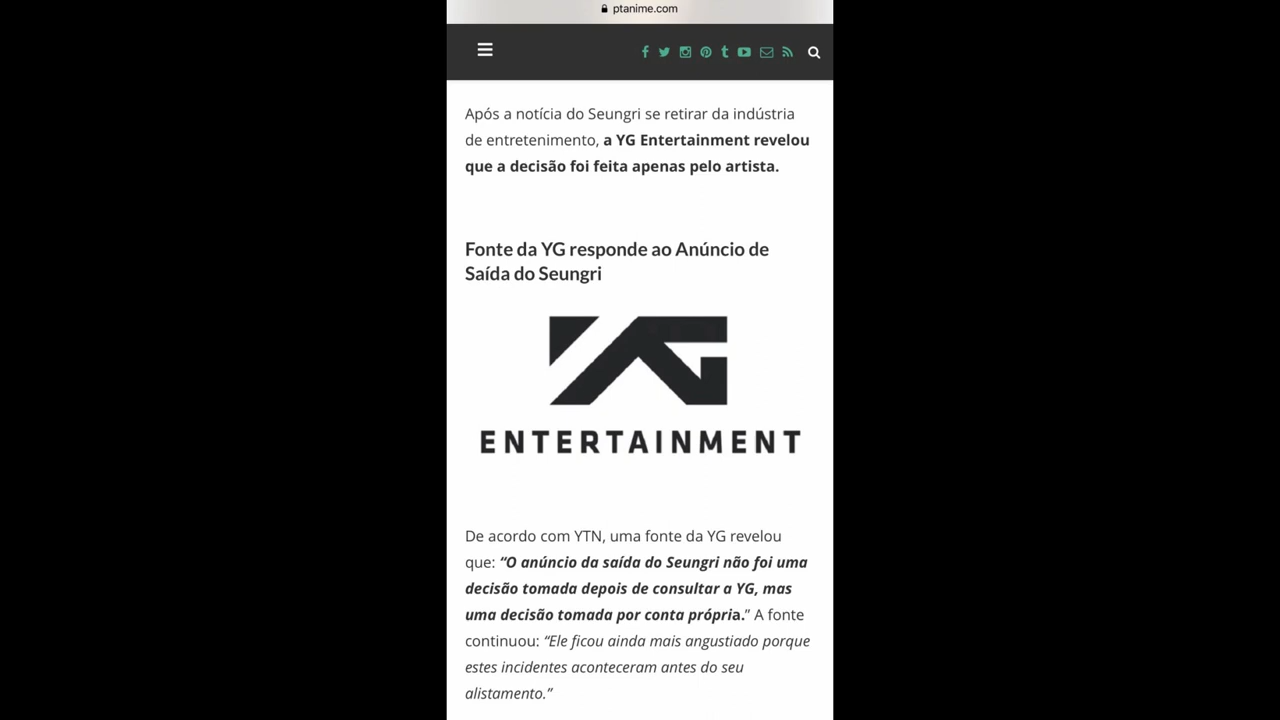 ptanime.com
Após a notícia do Seungri se retirar da indústria
de entretenimento, a YG Entertainment revelou
que a decisão foi feita apenas pelo artista.
Fonte da YG responde ao Anúncio de
Saída do Seungri
YG
ENTERTAINMENT
De acordo com YTN, uma fonte da YG revelou
que: “O anúncio da saída do Seungri não foi uma
decisão tomada depois de consultar a YG, mas
uma decisão tomada por conta própria.” A fonte
continuou: “Ele ficou ainda mais angustiado porque
estes incidentes aconteceram antes do seu
alistamento.”